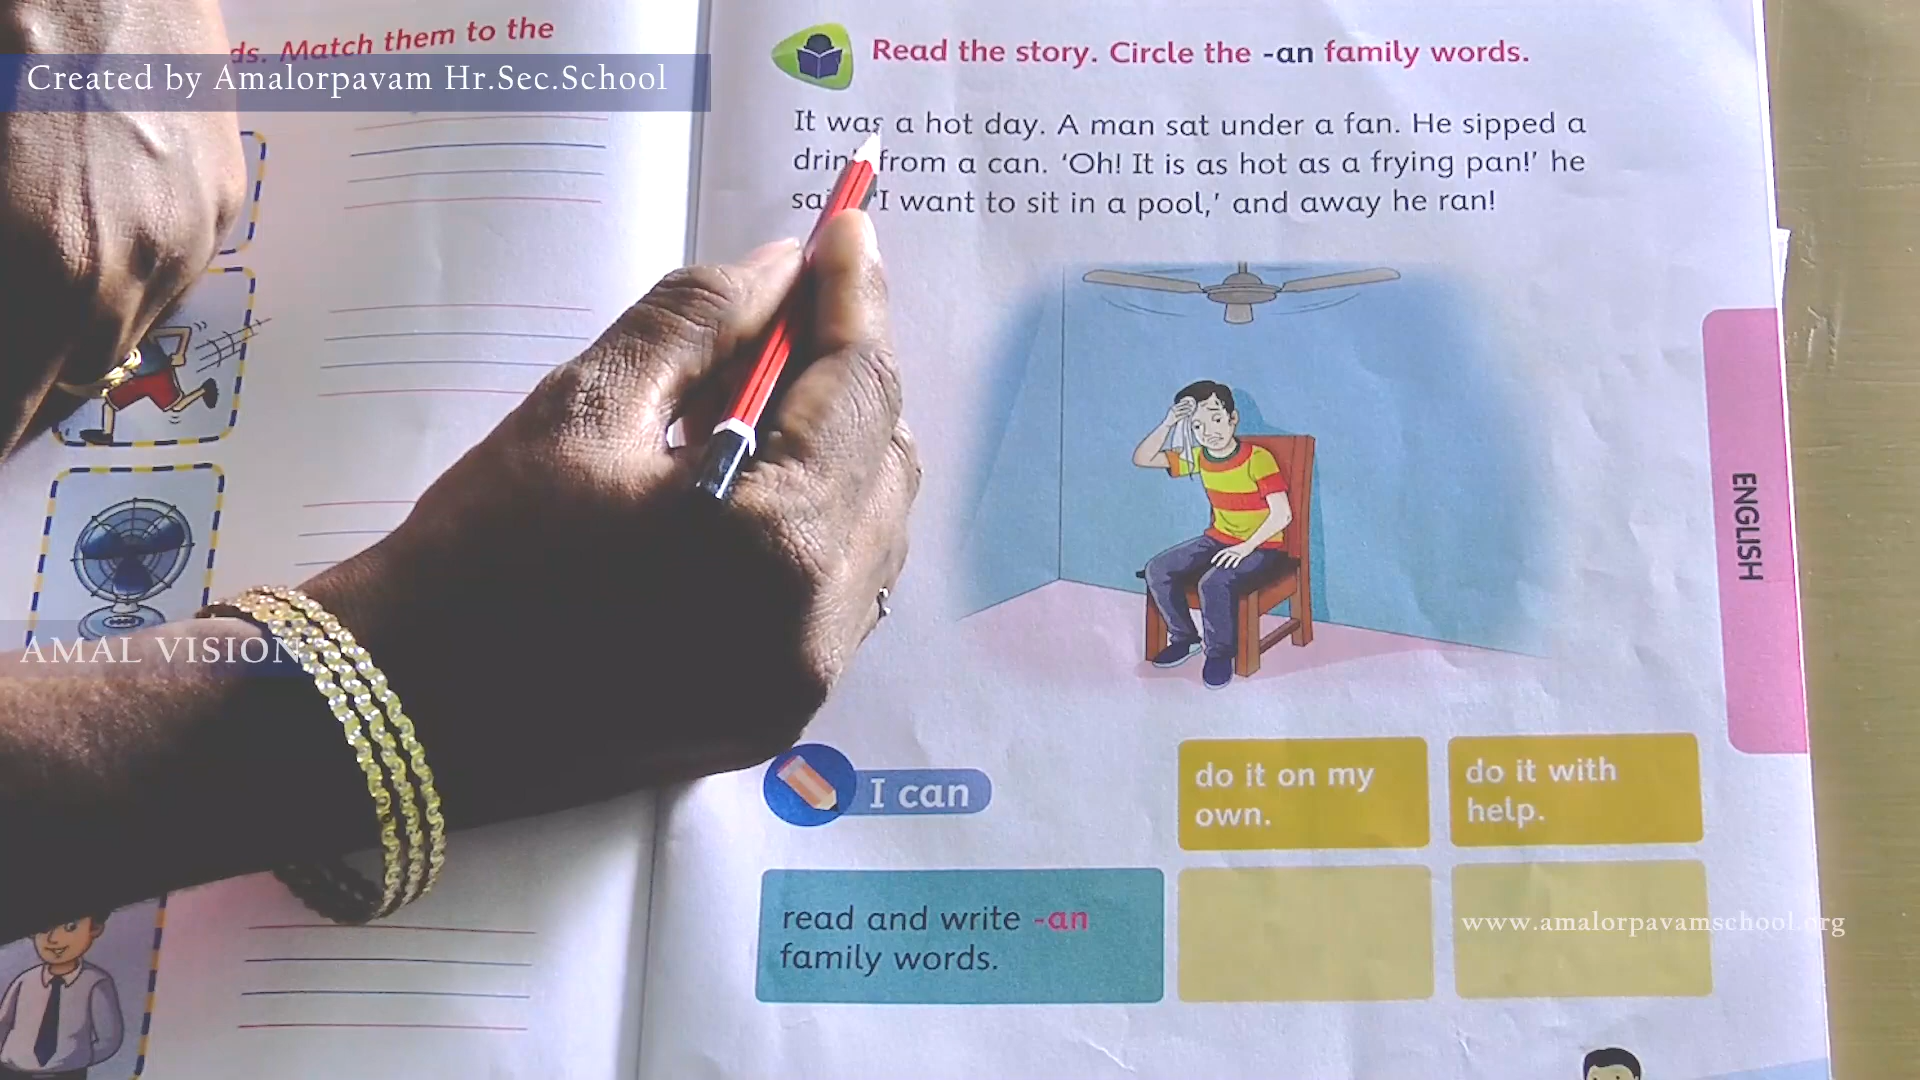 ds. Match them to the
Created by Amalorpavam Hr.Sec.School
Read the story. Circle the -an family words.
It was a hot day. A man sat under a fan. He sipped a
from a can. ‘Oh! It is as hot as a frying pan!’ he
‘I want to sit in a pool,’ and away he ran!
ENGLISH
AMAL VISION
I can
do it on my
own.
do it with
help.
read and write -an
family words.
www.amalorpavamschool.org